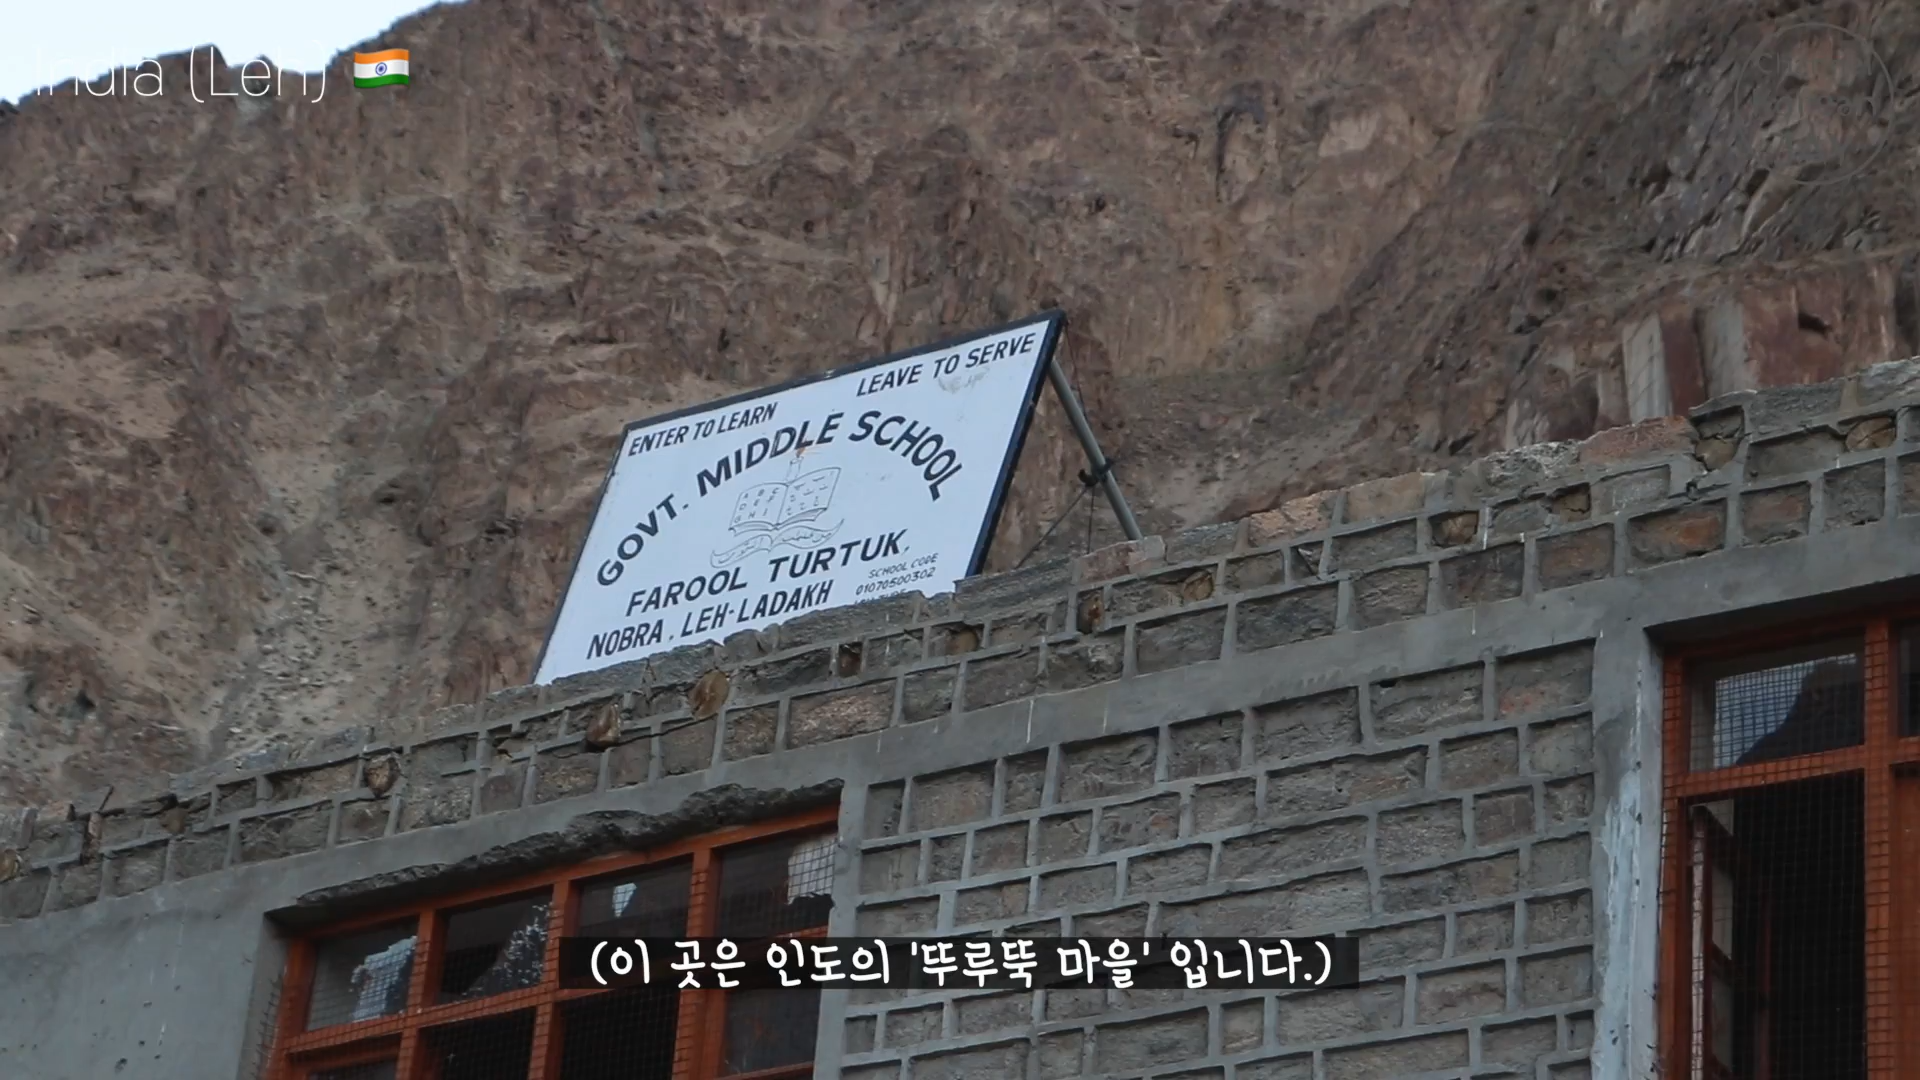 India (Leh)
ENTER TO LEARN
LEAVE TO SERVE
GOVT. MIDDLE SCHOOL
A B C
D E F
G H I
FAROOL TURTUK,
SCHOOL CODE
01070500302
NOBRA, LEH-LADAKH
(이 곳은 인도의 '뚜루뚝 마을' 입니다.)